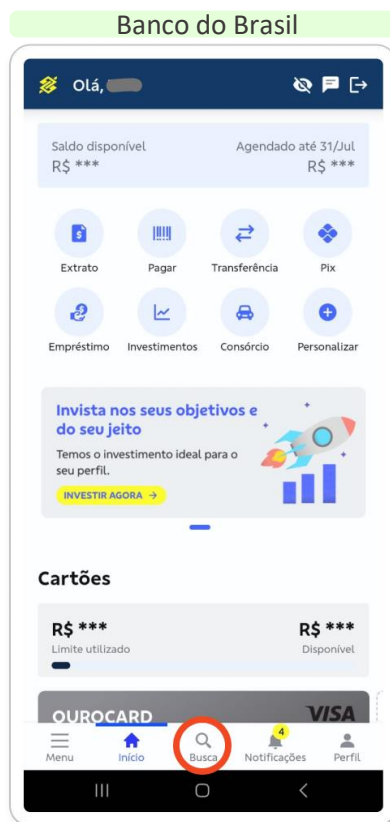 Banco do Brasil
Olá,
Saldo disponível Agendado até 31/Jul
R$ *** R$ ***
Extrato Pagar Transferência Pix
Empréstimo Investimentos Consórcio Personalizar
Invista nos seus objetivos e
do seu jeito
Temos o investimento ideal para o
seu perfil.
INVESTIR AGORA →
Cartões
R$ *** R$ ***
Limite utilizado Disponível
OUROCARD VISA
4
Menu Início Busca Notificações Perfil